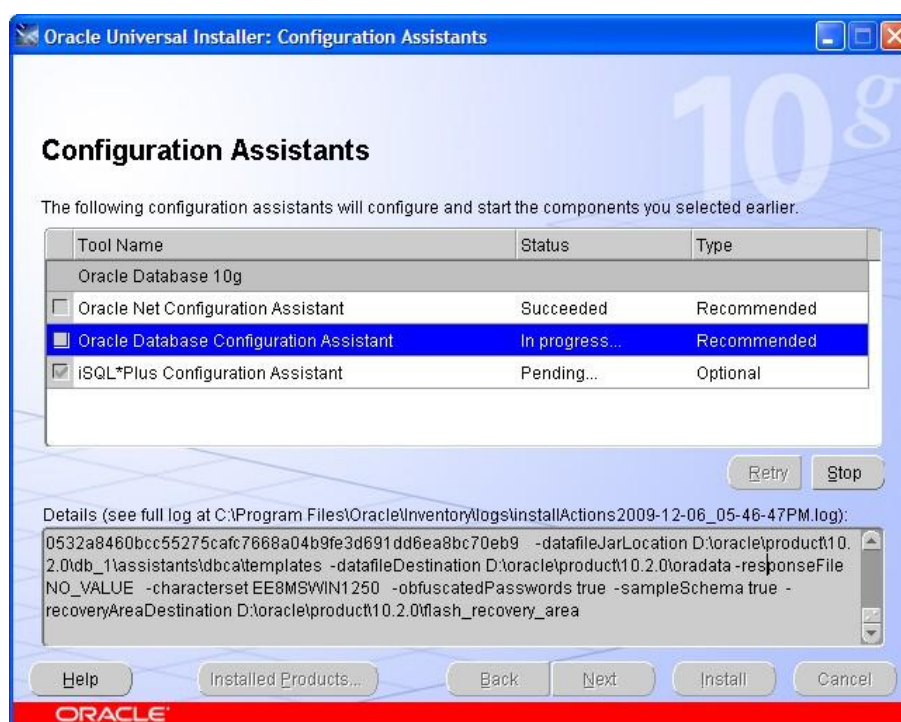 Oracle Universal Installer: Configuration Assistants
10g
Configuration Assistants
The following configuration assistants will configure and start the components you selected earlier.
Tool Name Status Type
Oracle Database 10g
Oracle Net Configuration Assistant Succeeded Recommended
Oracle Database Configuration Assistant In progress... Recommended
iSQL*Plus Configuration Assistant Pending... Optional
Retry Stop
Details (see full log at C:\Program Files\Oracle\Inventory\logs\installActions2009-12-06_05-46-47PM.log):
0532a8460bcc55275cafc7668a04b9fe3d691dd6ea8bc70eb9 -datafileJarLocation D:\oracle\product\10.
2.0\db_1\assistants\dbca\templates -datafileDestination D:\oracle\product\10.2.0\oradata -responseFile
NO_VALUE -characterset EE8MSWIN1250 -obfuscatedPasswords true -sampleSchema true -
recoveryAreaDestination D:\oracle\product\10.2.0\flash_recovery_area
Help Installed Products... Back Next Install Cancel
ORACLE